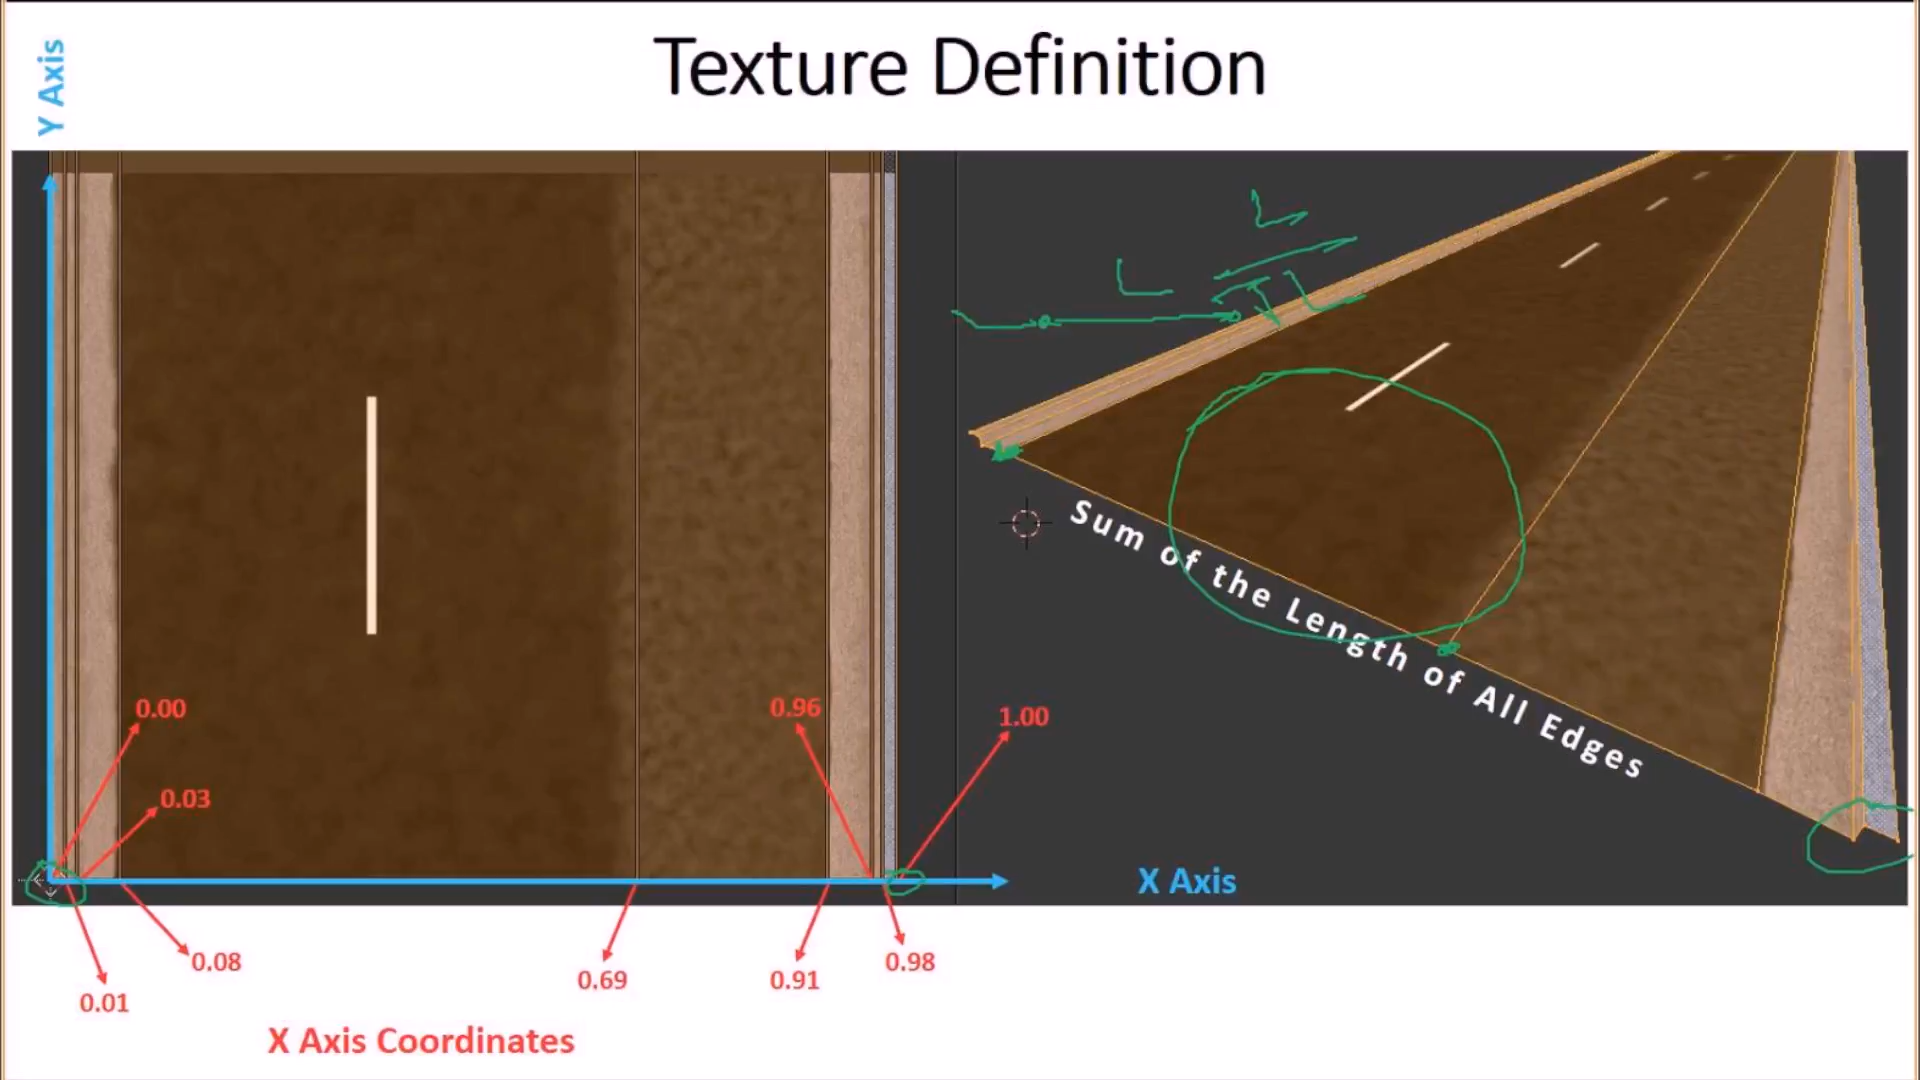 Texture Definition
Y Axis
L
L
L
Sum of the Length of All Edges
0.00
0.96
1.00
0.03
X Axis
0.08
0.69
0.91
0.98
0.01
X Axis Coordinates